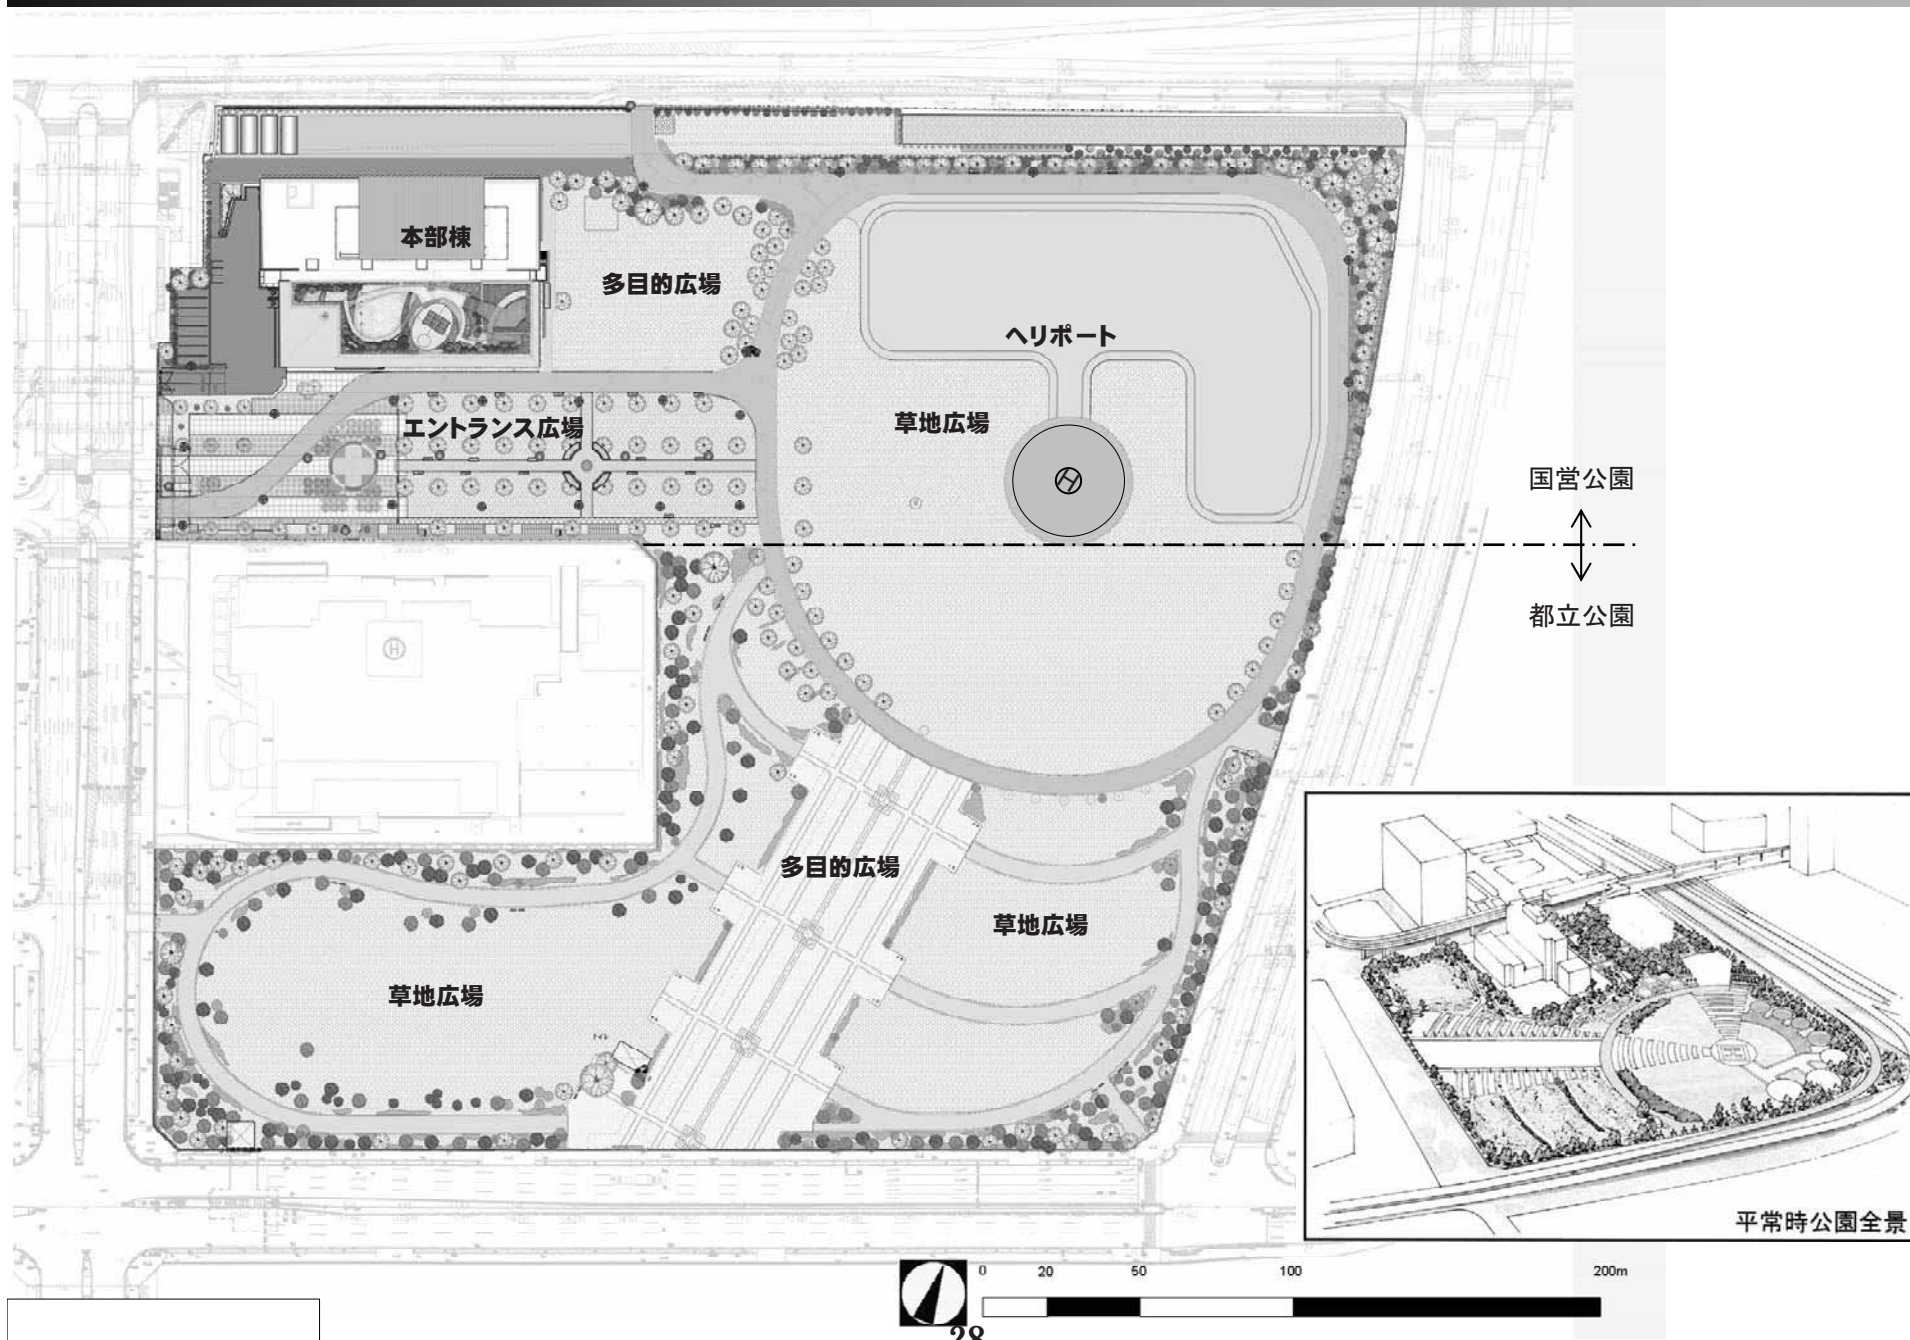 本部棟
多目的広場
ヘリポート
エントランス広場
草地広場
国営公園
都立公園
H
H
多目的広場
草地広場
草地広場
トイレ
平常時公園全景
0 20 50 100 200m
28